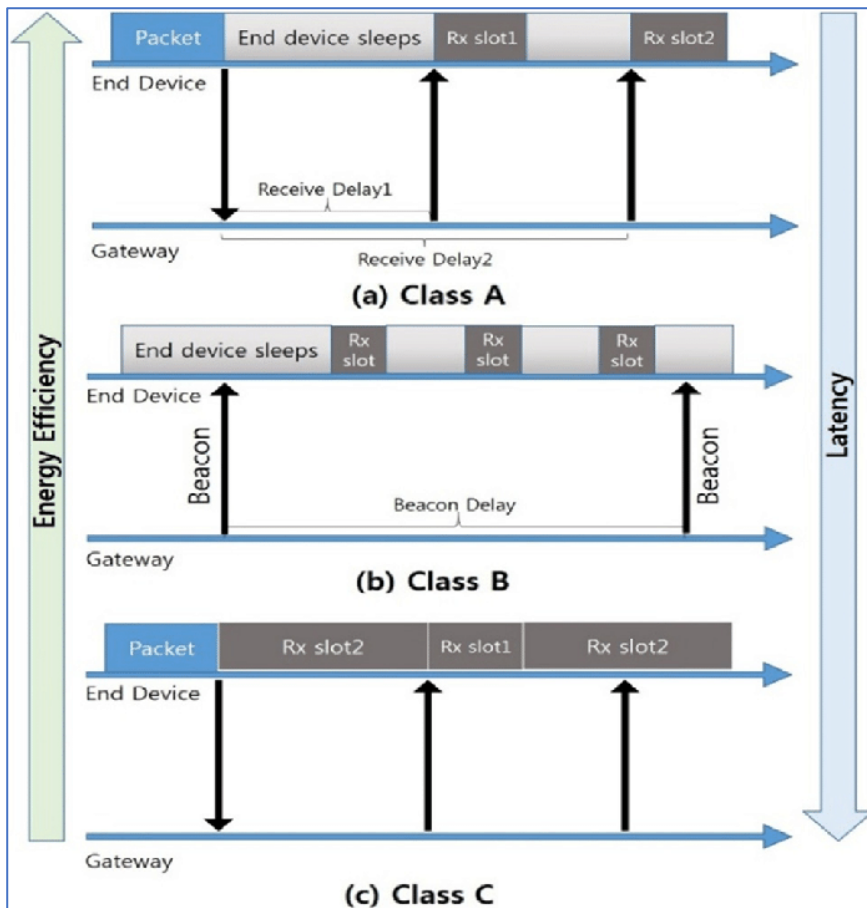 Packet
End device sleeps
Rx slot1
Rx slot2
End Device
Receive Delay1
Gateway
Receive Delay2
(a) Class A
End device sleeps
Rx
slot
Rx
slot
Rx
slot
End Device
Beacon
Beacon
Beacon Delay
Gateway
(b) Class B
Packet
Rx slot2
Rx slot1
Rx slot2
End Device
Gateway
(c) Class C
Energy Efficiency
Latency